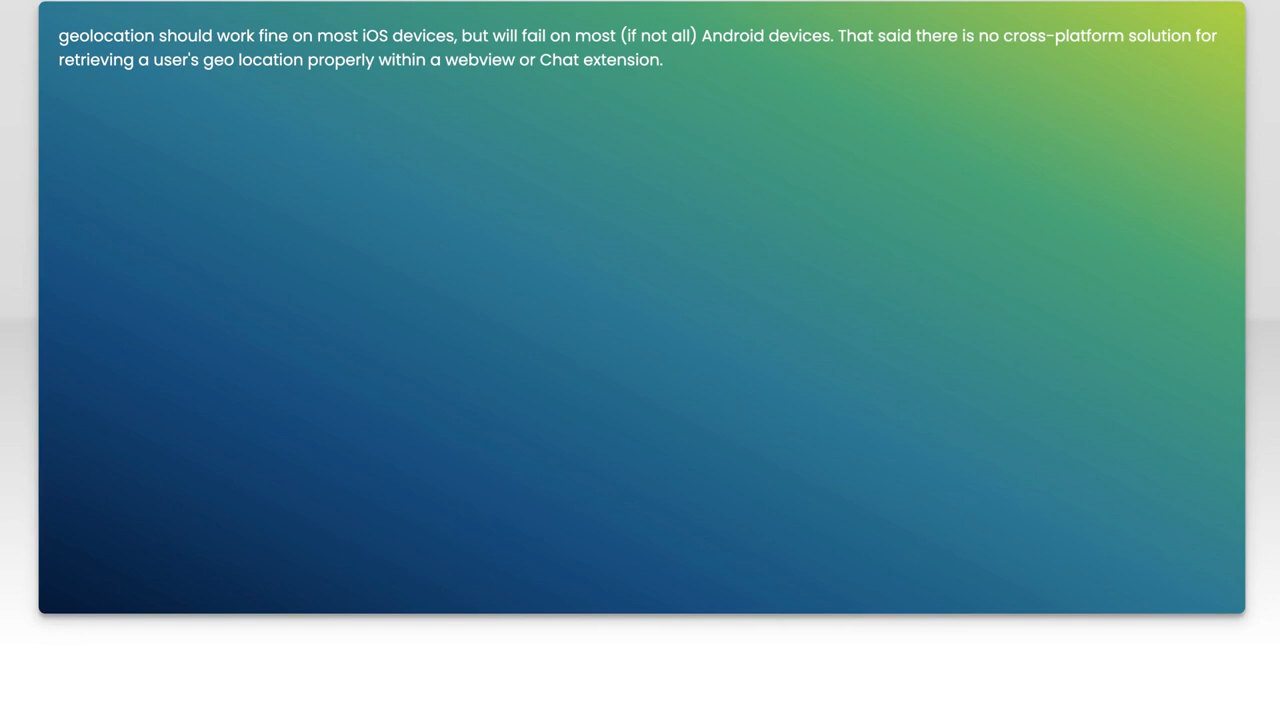 geolocation should work fine on most iOS devices, but will fail on most (if not all) Android devices. That said there is no cross-platform solution for
retrieving a user's geo location properly within a webview or Chat extension.